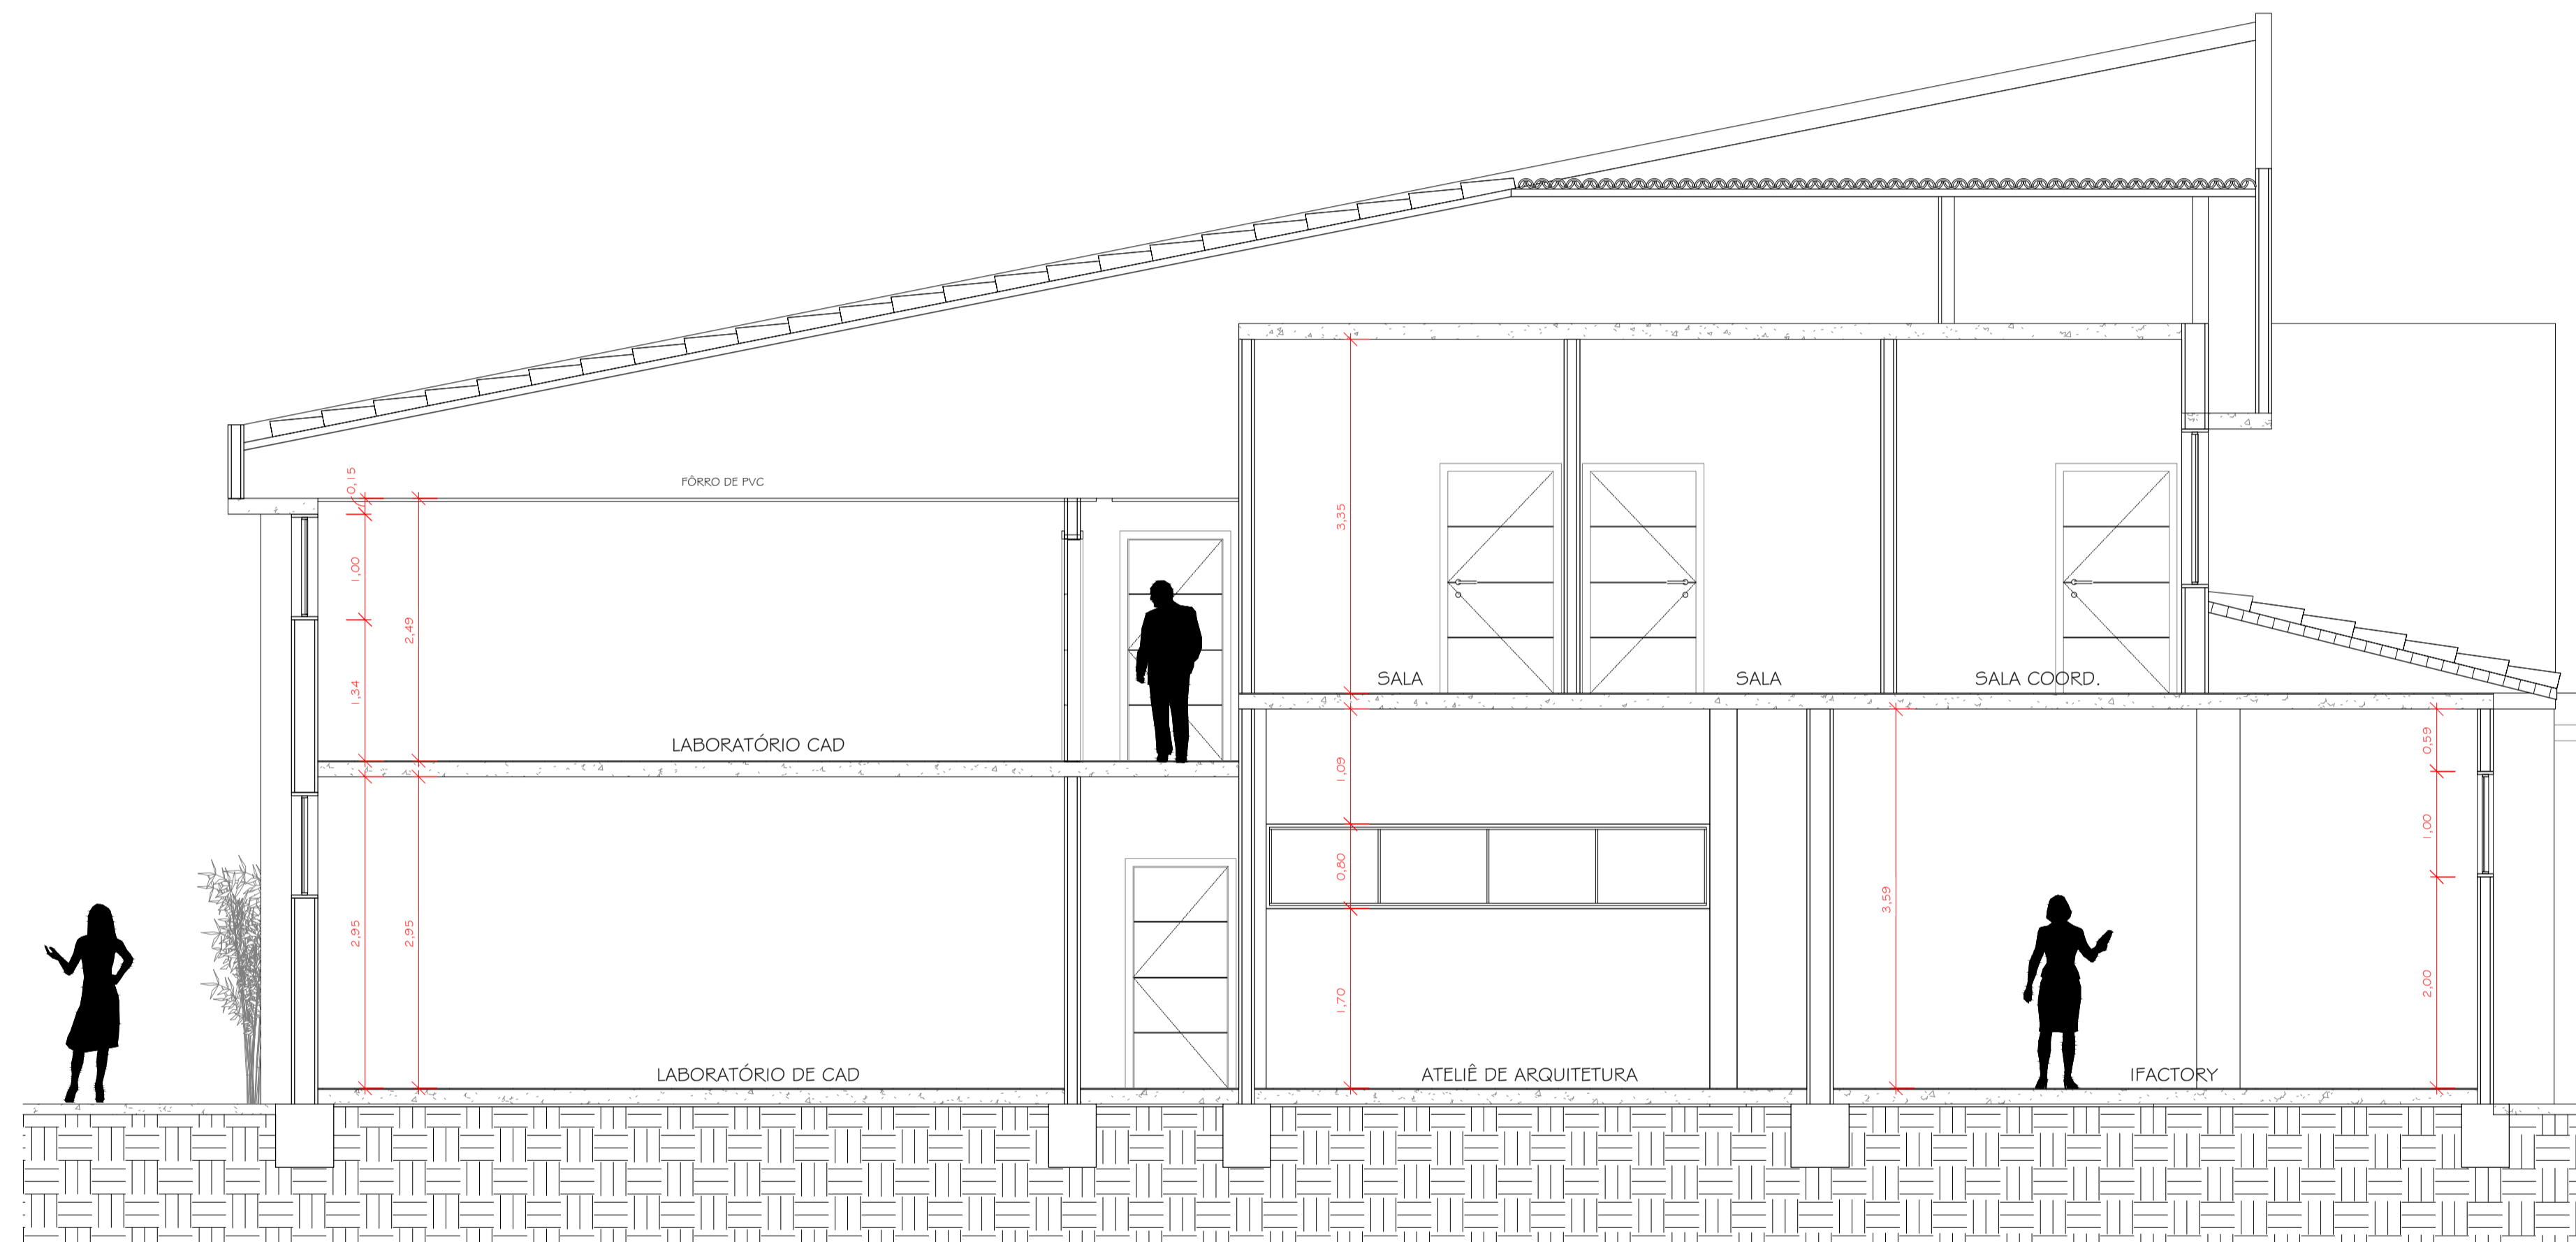 FÔRRO DE PVC
0,15
1,00
2,49
1,34
3,35
SALA
SALA
SALA COORD.
LABORATÓRIO CAD
1,09
0,59
0,80
1,00
3,59
2,95
2,95
1,70
2,00
LABORATÓRIO DE CAD
ATELIÊ DE ARQUITETURA
IFACTORY